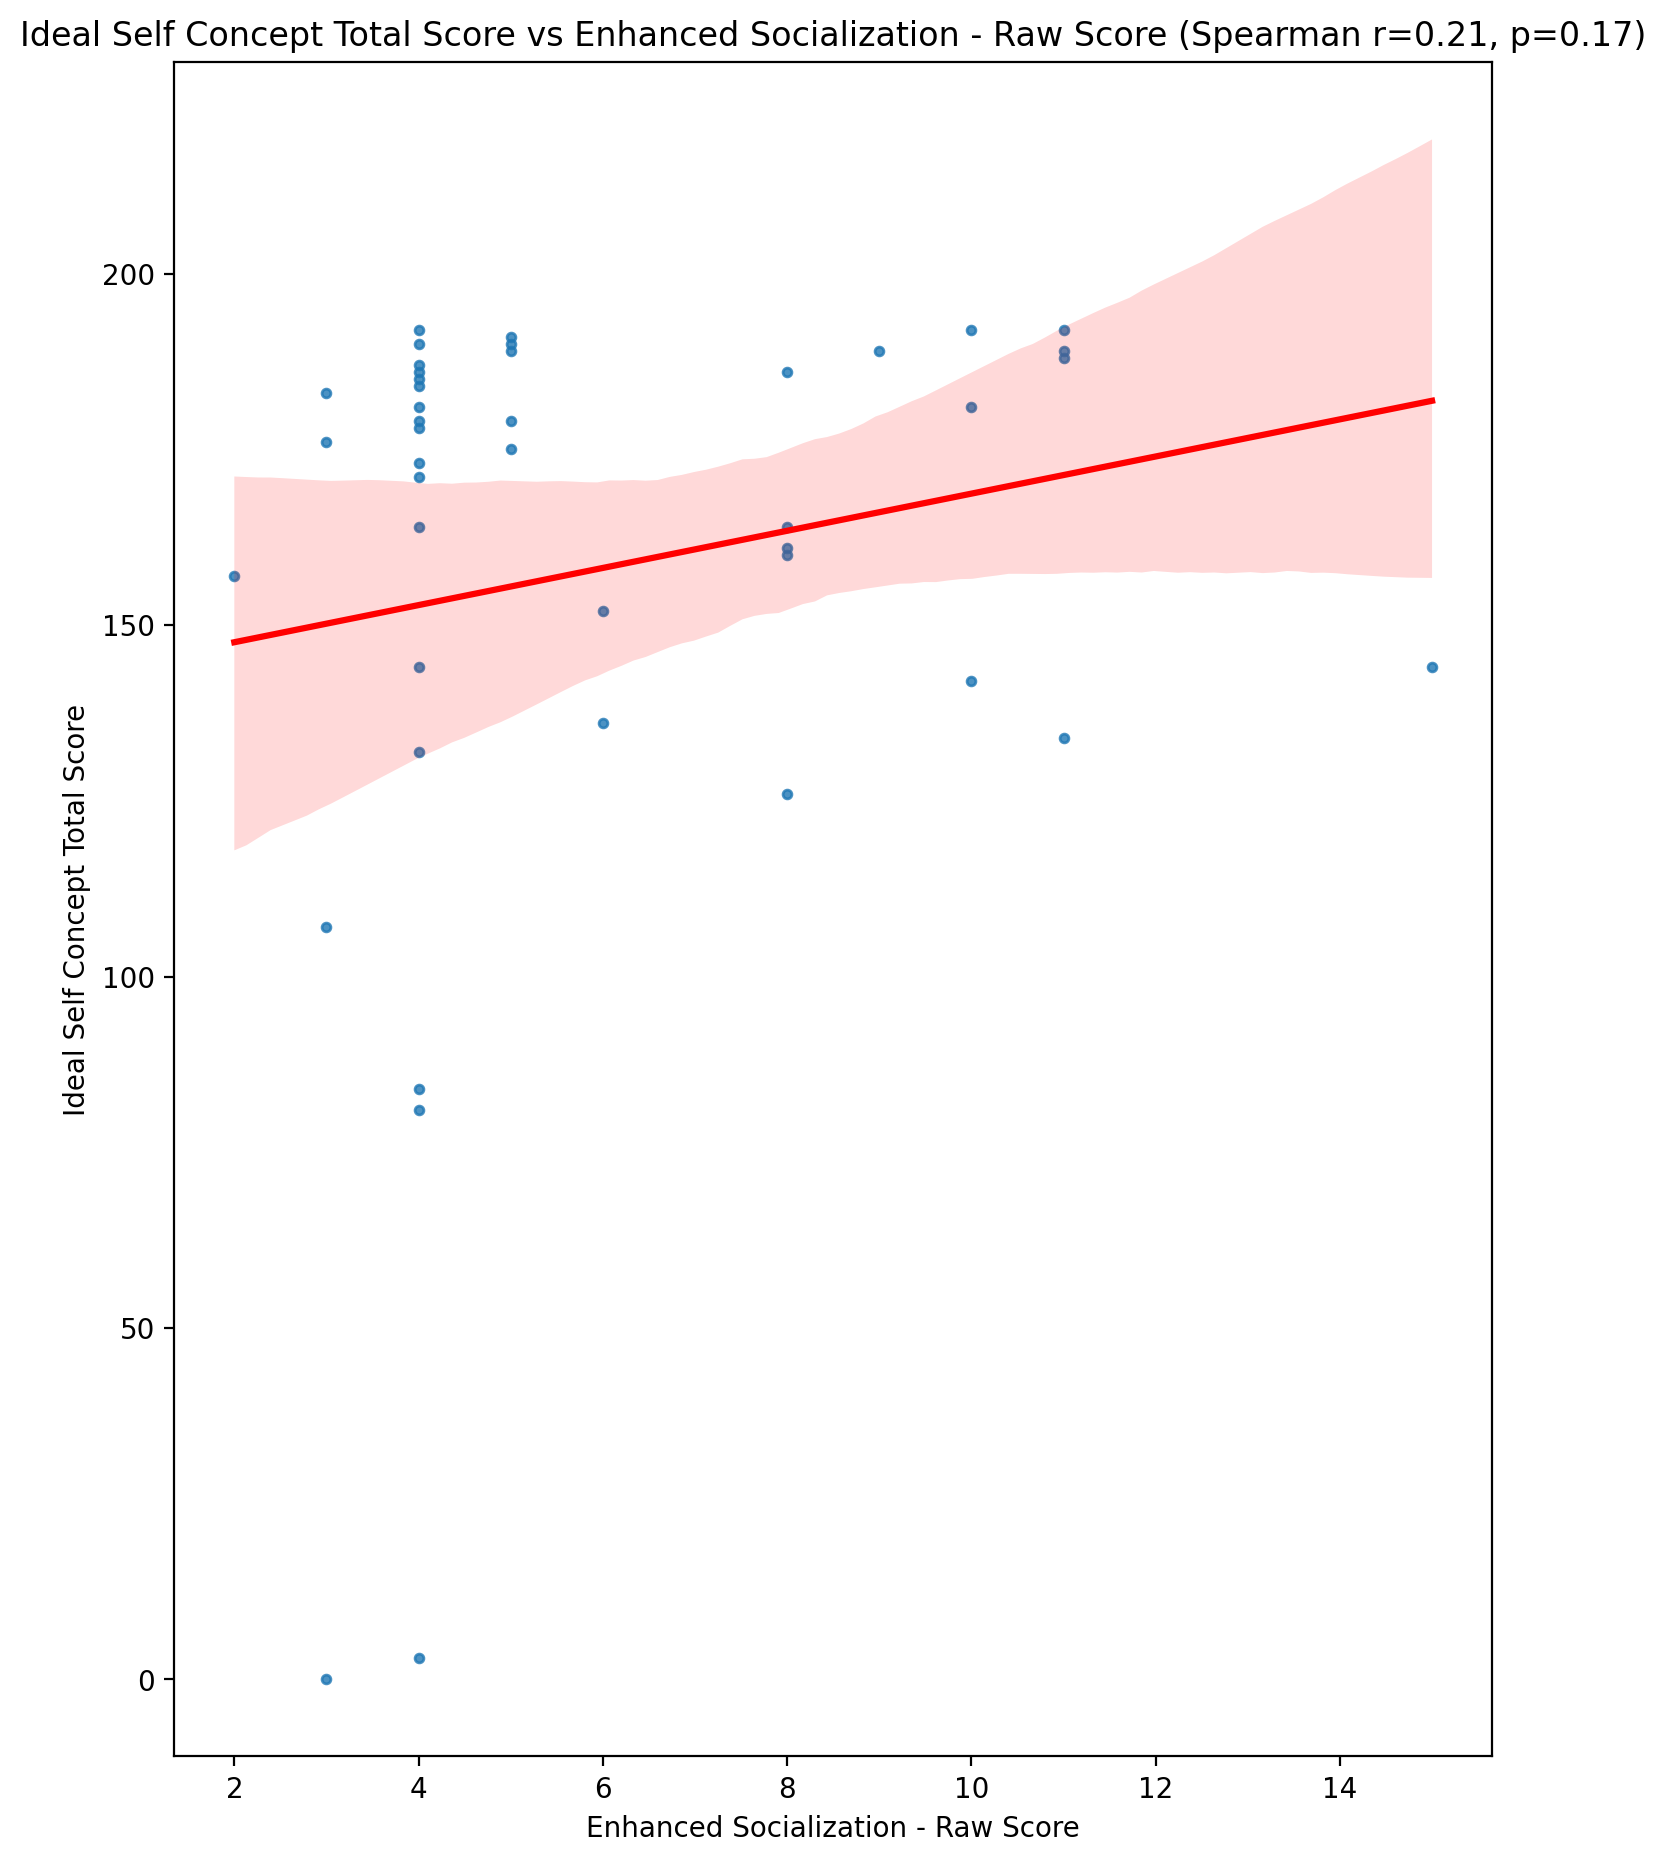 Ideal Self Concept Total Score vs Enhanced Socialization - Raw Score (Spearman r=0.21, p=0.17)
200
150
100
50
0
Ideal Self Concept Total Score
2 4 6 8 10 12 14
Enhanced Socialization - Raw Score